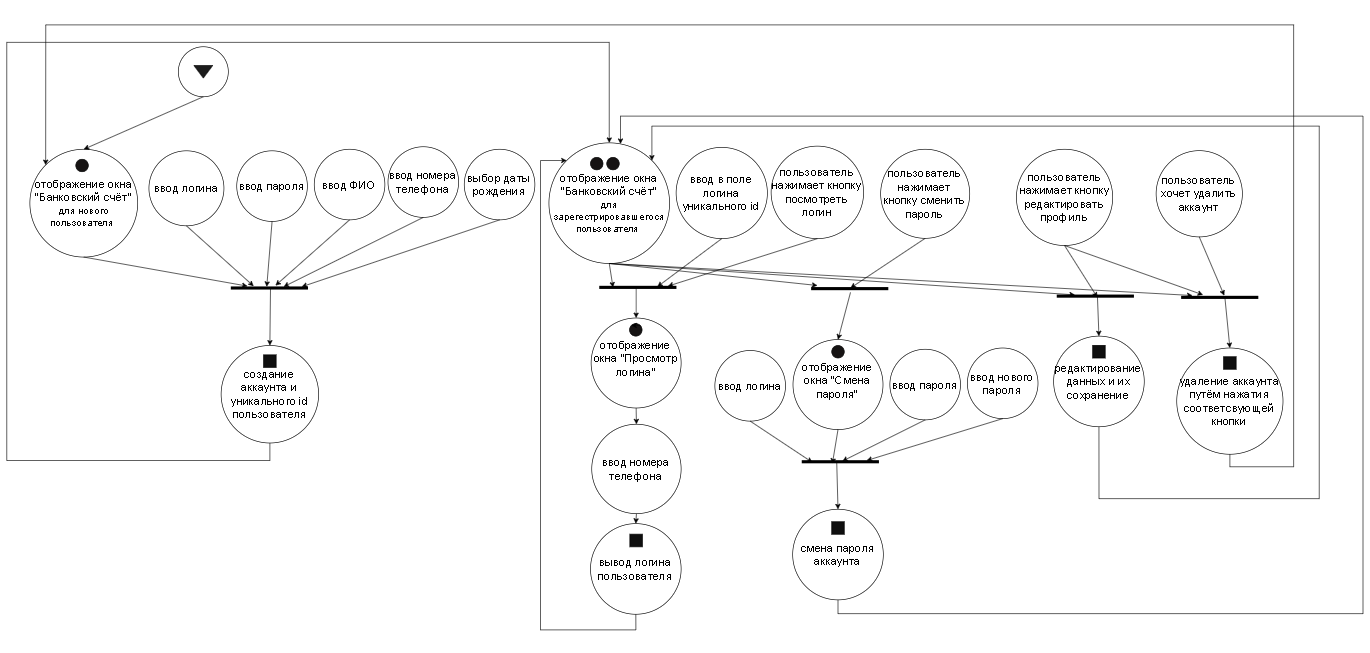 отображение окна
"Банковский счёт"
для нового
пользователя
ввод логина
ввод пароля
ввод ФИО
ввод номера
телефона
выбор даты
рождения
отображение окна
"Банковский счёт"
для
зарегестрировавшегося
пользователя
ввод в поле
логина
уникального id
пользователь
нажимает кнопку
посмотреть
логин
пользователь
нажимает
кнопку сменить
пароль
пользователь
нажимает кнопку
редактировать
профиль
пользователь
хочет удалить
аккаунт
создание
аккаунта и
уникального id
пользователя
отображение
окна "Просмотр
логина"
ввод логина
отображение
окна "Смена
пароля"
ввод пароля
ввод нового
пароля
редактирование
данных и их
сохранение
удаление аккаунта
путём нажатия
соответсвующей
кнопки
ввод номера
телефона
вывод логина
пользователя
смена пароля
аккаунта